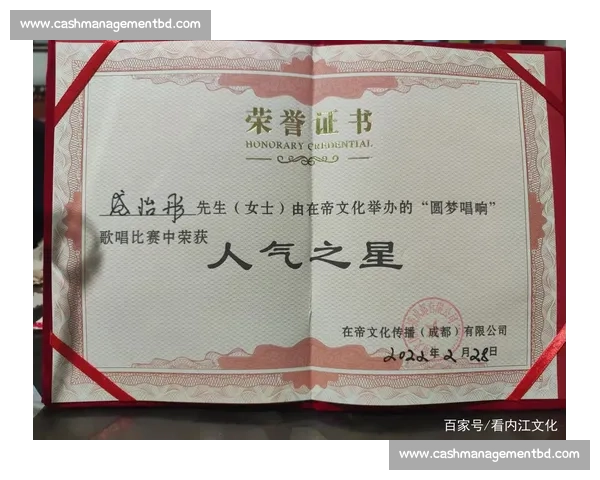 www.cashmanagementbd.com
荣誉证书
HONORARY CREDENTIAL
先生（女士）由在帝文化举办的“圆梦唱响”
歌唱比赛中荣获
人气之星
在帝文化传播（成都）有限公司
2022年2月28日
百家号/看内江文化
www.cashmanagementbd.com